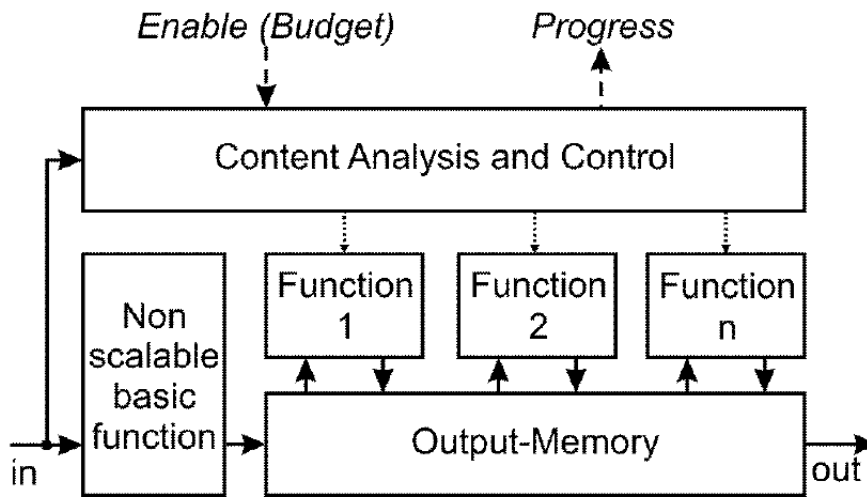 Enable (Budget)
Progress
Content Analysis and Control
Non
scalable
basic
function
Function
1
Function
2
Function
n
in
Output-Memory
out